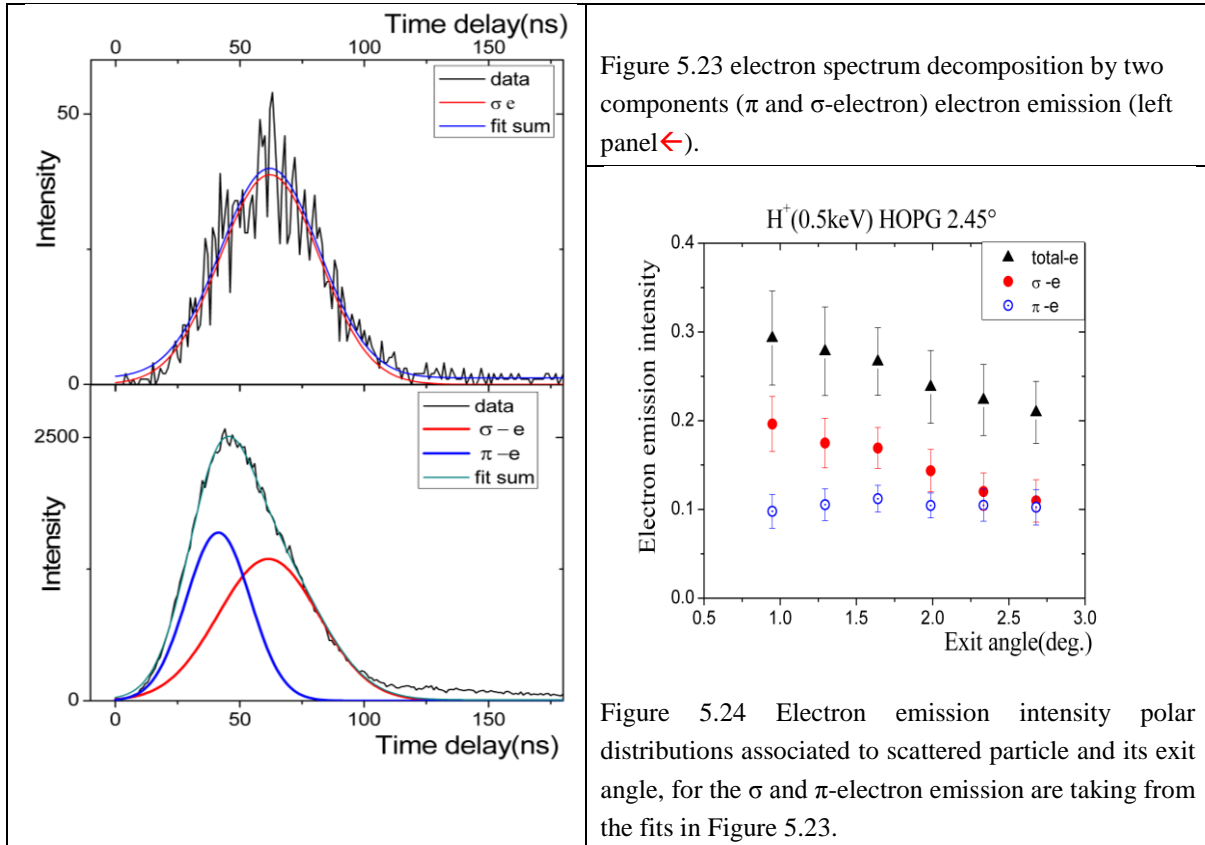 Time delay(ns)
0 50 100 150
50
0
Intensity
data
σ e
fit sum
2500
0
Intensity
data
σ – e
π – e
fit sum
0 50 100 150
Time delay(ns)
Figure 5.23 electron spectrum decomposition by two
components (π and σ-electron) electron emission (left
panel←).
H⁺(0.5keV) HOPG 2.45°
0.4
0.3
0.2
0.1
0.0
Electron emission intensity
total-e
σ -e
π -e
0.5 1.0 1.5 2.0 2.5 3.0
Exit angle(deg.)
Figure 5.24 Electron emission intensity polar
distributions associated to scattered particle and its exit
angle, for the σ and π-electron emission are taking from
the fits in Figure 5.23.